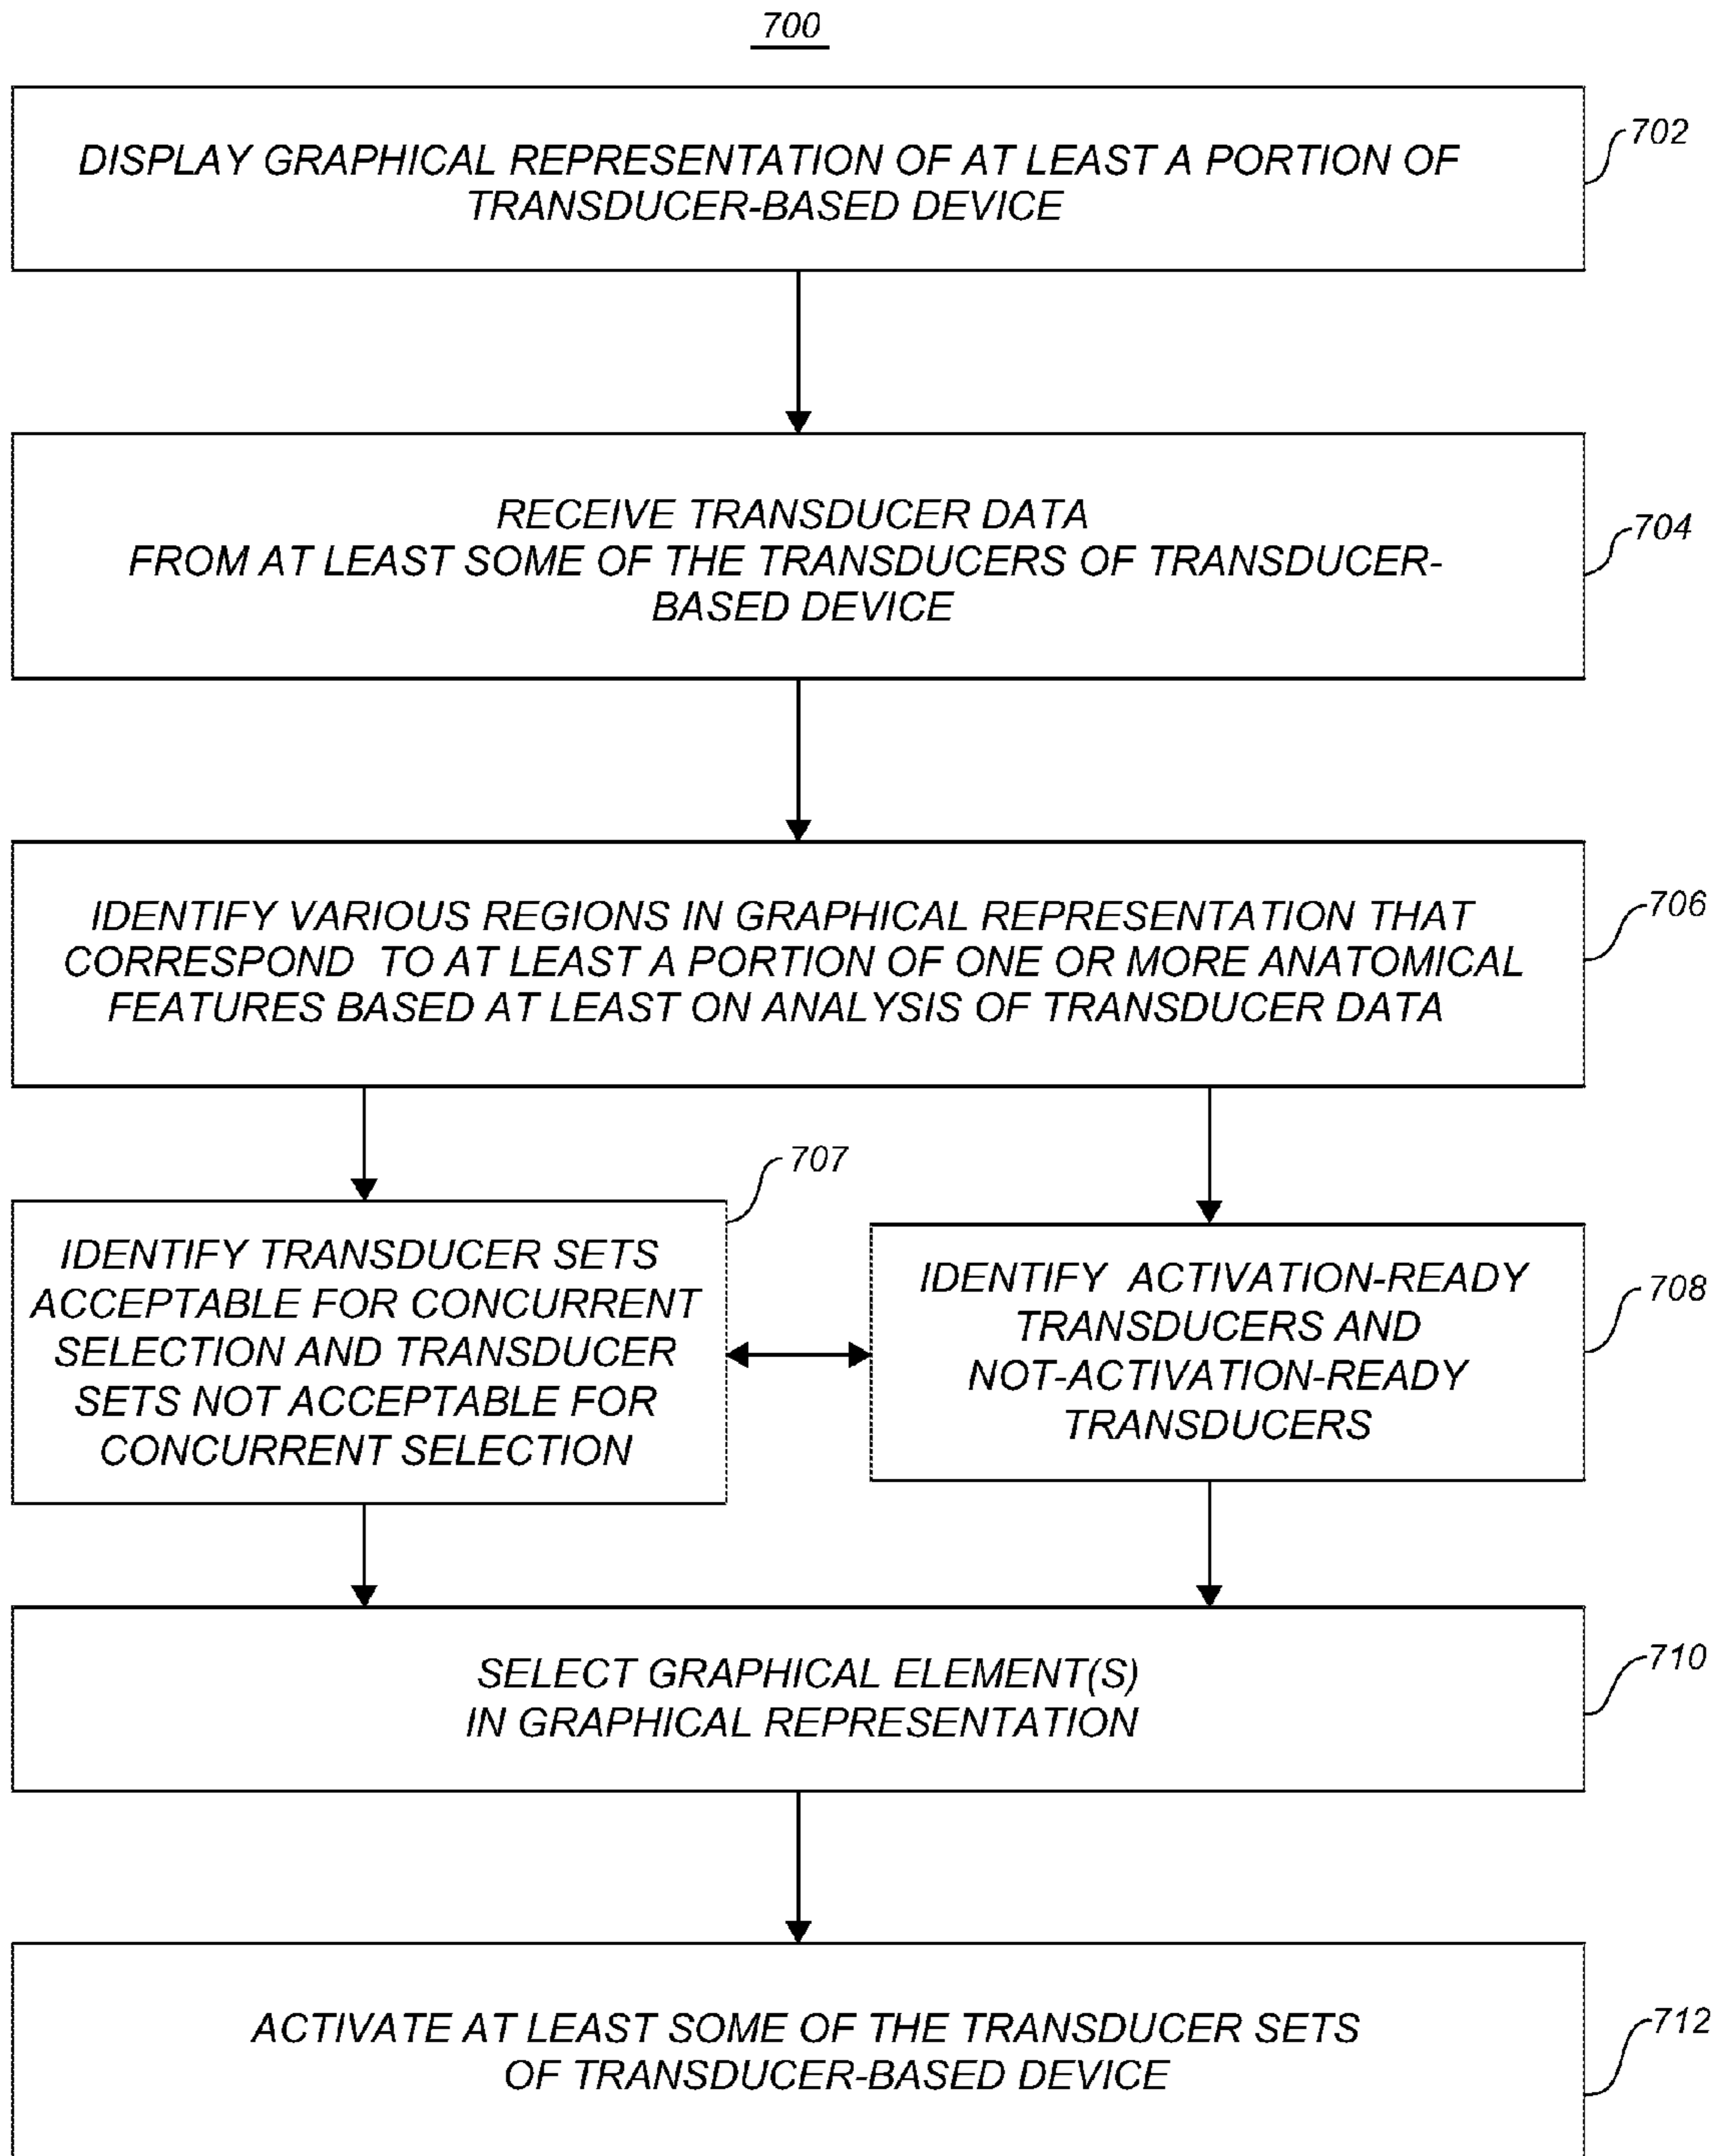 700
DISPLAY GRAPHICAL REPRESENTATION OF AT LEAST A PORTION OF
TRANSDUCER-BASED DEVICE
702
RECEIVE TRANSDUCER DATA
FROM AT LEAST SOME OF THE TRANSDUCERS OF TRANSDUCER-
BASED DEVICE
704
IDENTIFY VARIOUS REGIONS IN GRAPHICAL REPRESENTATION THAT
CORRESPOND TO AT LEAST A PORTION OF ONE OR MORE ANATOMICAL
FEATURES BASED AT LEAST ON ANALYSIS OF TRANSDUCER DATA
706
707
IDENTIFY TRANSDUCER SETS
ACCEPTABLE FOR CONCURRENT
SELECTION AND TRANSDUCER
SETS NOT ACCEPTABLE FOR
CONCURRENT SELECTION
IDENTIFY ACTIVATION-READY
TRANSDUCERS AND
NOT-ACTIVATION-READY
TRANSDUCERS
708
SELECT GRAPHICAL ELEMENT(S)
IN GRAPHICAL REPRESENTATION
710
ACTIVATE AT LEAST SOME OF THE TRANSDUCER SETS
OF TRANSDUCER-BASED DEVICE
712